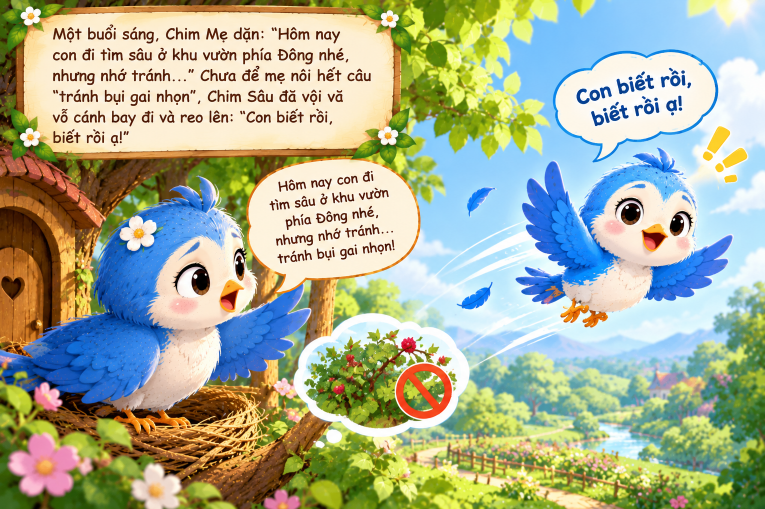 Một buổi sáng, Chim Mẹ dặn: “Hôm nay
con đi tìm sâu ở khu vườn phía Đông nhé,
nhưng nhớ tránh...” Chưa để mẹ nôi hết câu
“tránh bụi gai nhọn”, Chim Sâu đã vội vã
vỗ cánh bay đi và reo lên: “Con biết rồi,
biết rồi ạ!”
Con biết rồi,
biết rồi ạ!
Hôm nay con đi
tìm sâu ở khu vườn
phía Đông nhé,
nhưng nhớ tránh...
tránh bụi gai nhọn!